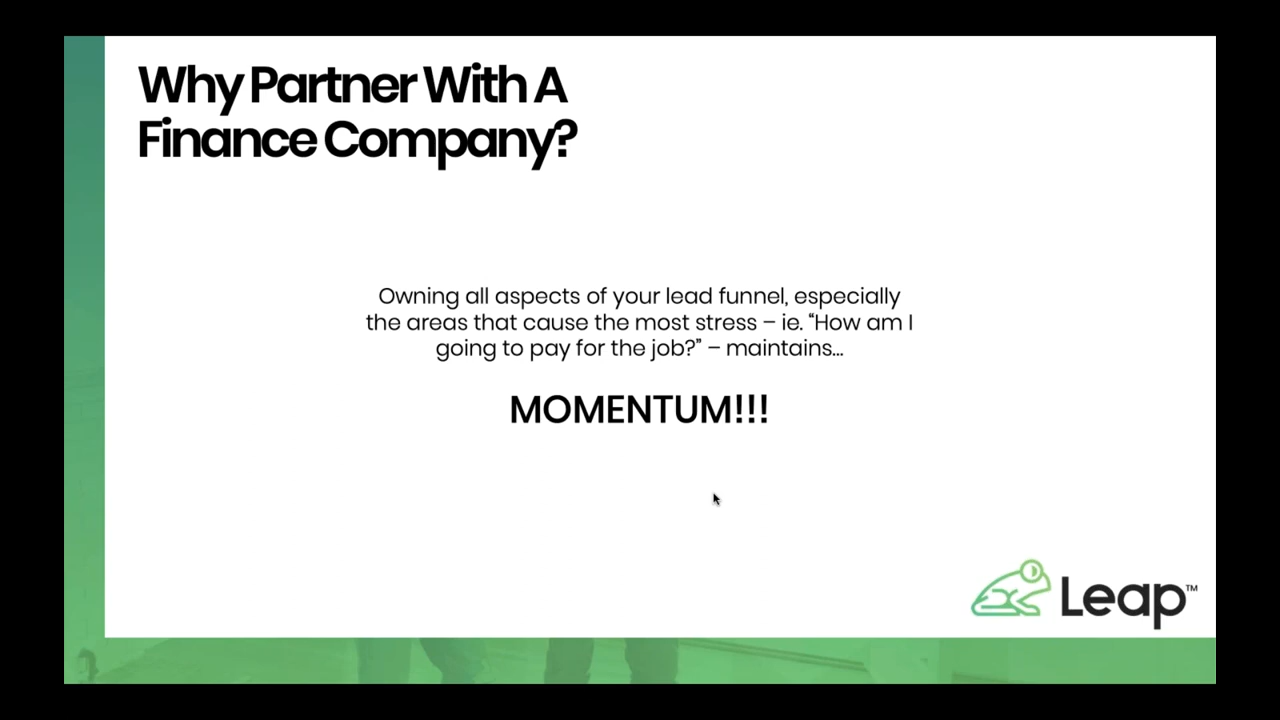 Why Partner With A
Finance Company?
Owning all aspects of your lead funnel, especially
the areas that cause the most stress – ie. “How am I
going to pay for the job?” – maintains...
MOMENTUM!!!
Leap™